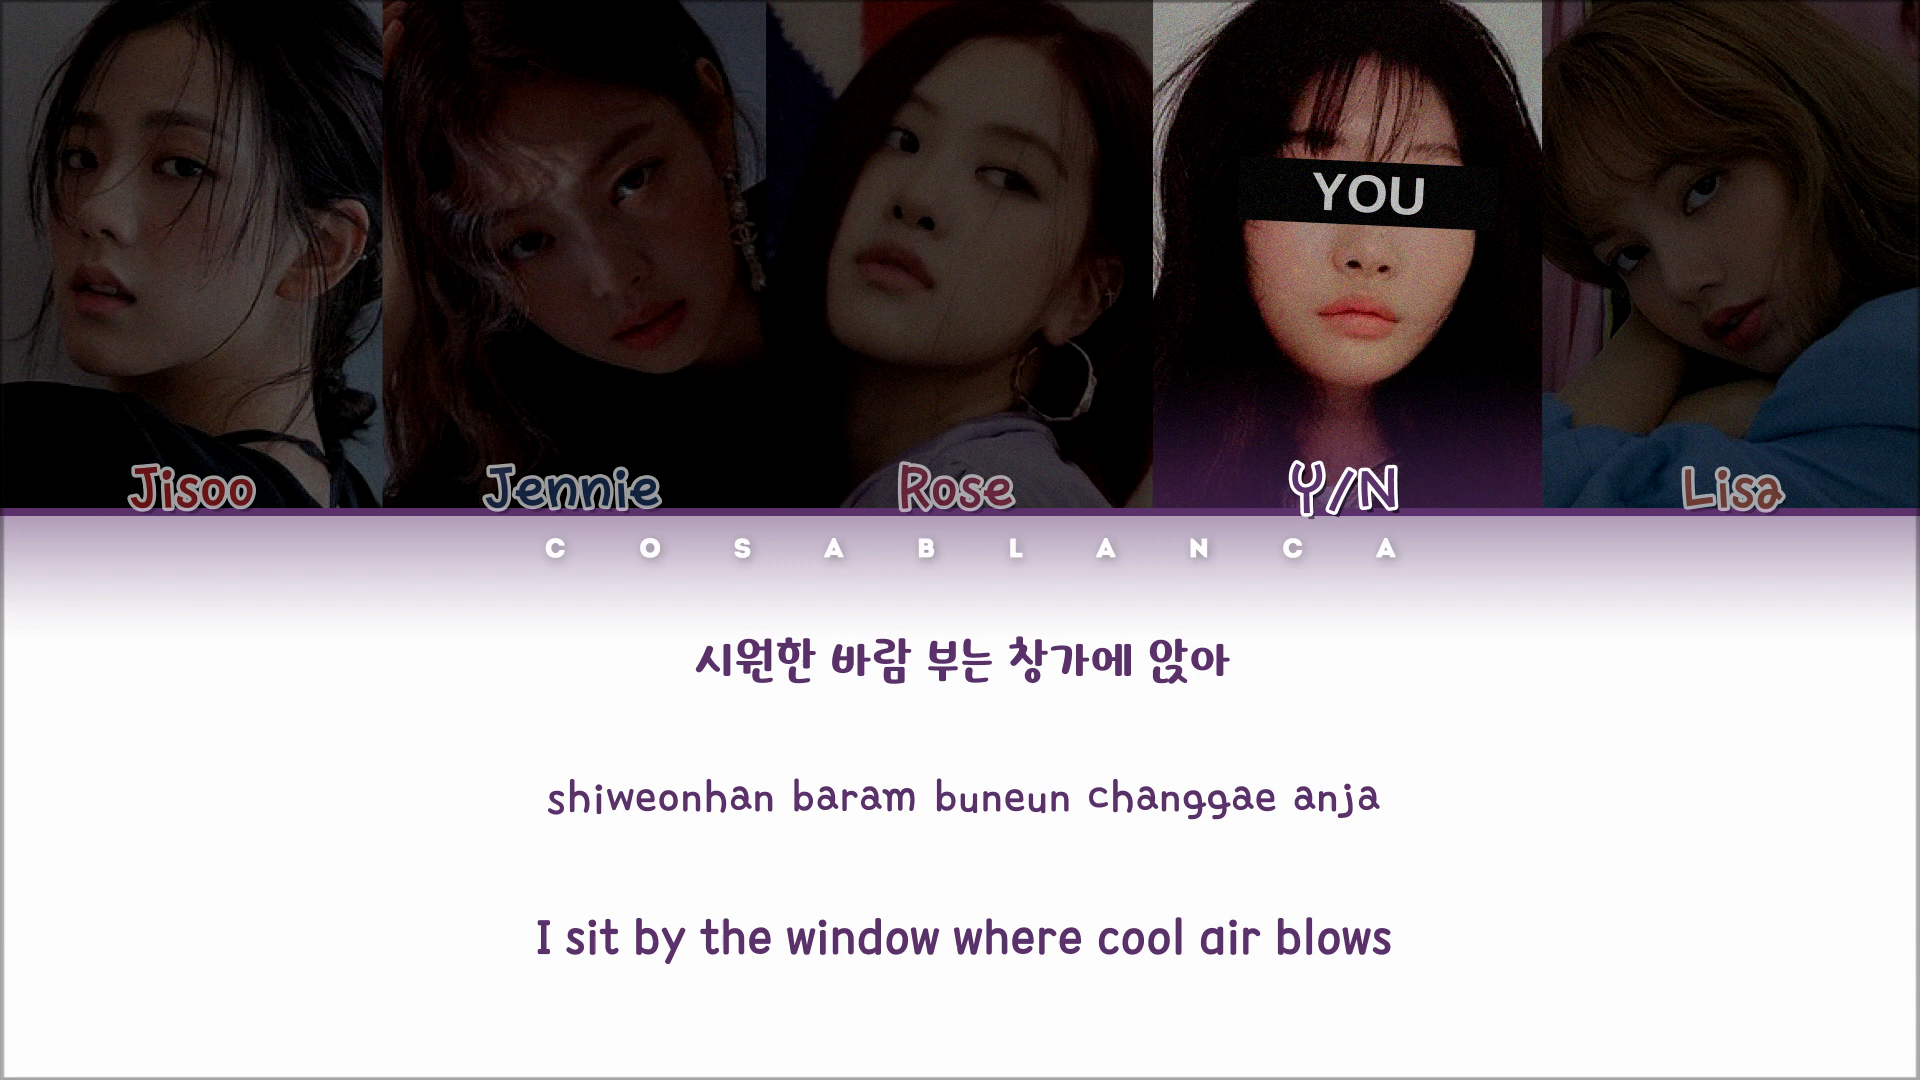 YOU
Jisoo Jennie Rose Y/N Lisa
COSABLANCA
시원한 바람 부는 창가에 앉아
shiweonhan baram buneun changgae anja
I sit by the window where cool air blows